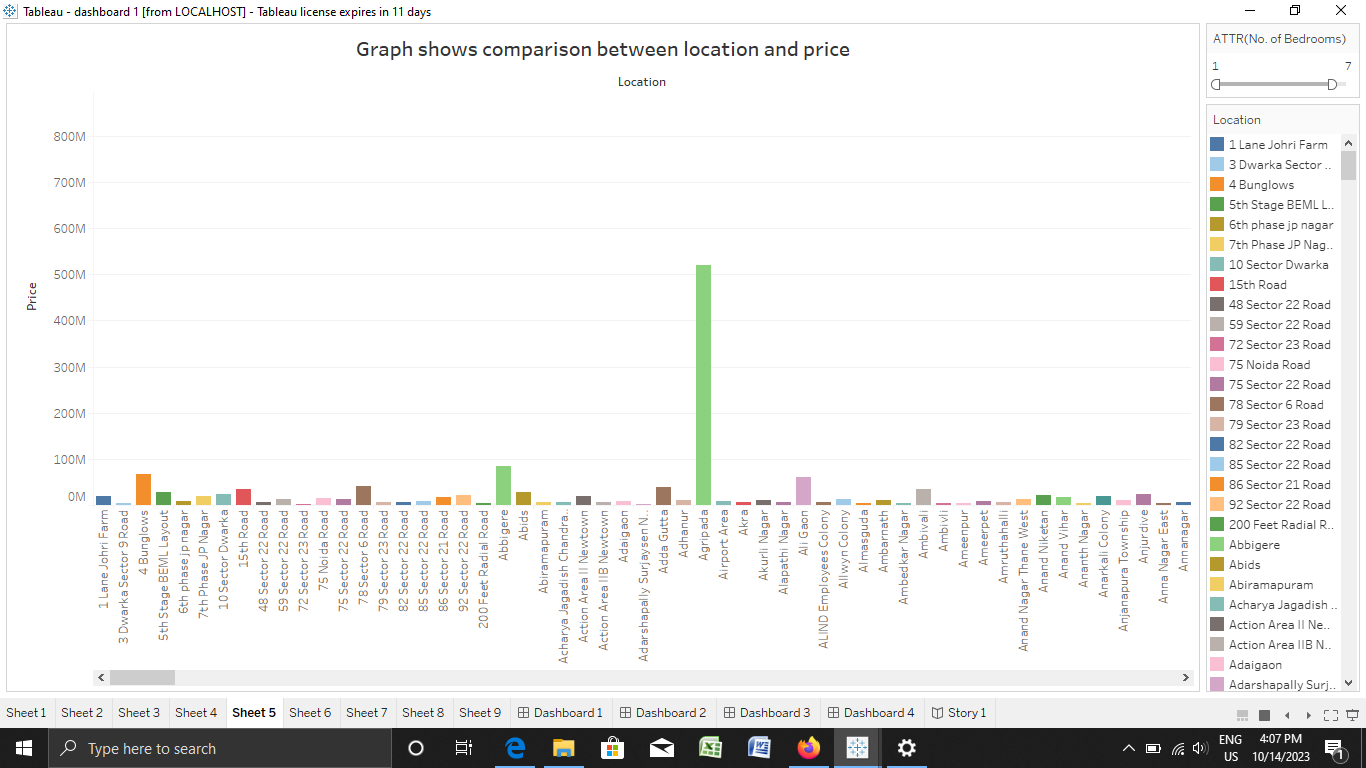 Tableau - dashboard 1 [from LOCALHOST] - Tableau license expires in 11 days
Graph shows comparison between location and price
Location
Price
800M
700M
600M
500M
400M
300M
200M
100M
0M
1 Lane Johri Farm
3 Dwarka Sector 9 Road
4 Bunglows
5th Stage BEML Layout
6th phase jp nagar
7th Phase JP Nagar
10 Sector Dwarka
15th Road
48 Sector 22 Road
59 Sector 22 Road
72 Sector 23 Road
75 Noida Road
75 Sector 22 Road
78 Sector 6 Road
79 Sector 23 Road
82 Sector 22 Road
85 Sector 22 Road
86 Sector 21 Road
92 Sector 22 Road
200 Feet Radial Road
Abbigere
Abids
Abiramapuram
Acharya Jagadish Chandra..
Action Area II Newtown
Action Area IIB Newtown
Adaigaon
Adarshapally Surjaysen N..
Adda Gutta
Adhanur
Agripada
Airport Area
Akra
Akurli Nagar
Alapathi Nagar
Ali Gaon
ALIND Employees Colony
Allwyn Colony
Almasguda
Ambarnath
Ambedkar Nagar
Ambivali
Ambivli
Ameenpur
Ameerpet
Amruthahalli
Anand Nagar Thane West
Anand Niketan
Anand Vihar
Ananth Nagar
Anarkali Colony
Anjanapura Township
Anjurdive
Anna Nagar East
Annanagar
ATTR(No. of Bedrooms)
1 7
Location
1 Lane Johri Farm
3 Dwarka Sector ..
4 Bunglows
5th Stage BEML L..
6th phase jp nagar
7th Phase JP Nag..
10 Sector Dwarka
15th Road
48 Sector 22 Road
59 Sector 22 Road
72 Sector 23 Road
75 Noida Road
75 Sector 22 Road
78 Sector 6 Road
79 Sector 23 Road
82 Sector 22 Road
85 Sector 22 Road
86 Sector 21 Road
92 Sector 22 Road
200 Feet Radial R..
Abbigere
Abids
Abiramapuram
Acharya Jagadish ..
Action Area II Ne..
Action Area IIB N..
Adaigaon
Adarshapally Surj..
Sheet 1 Sheet 2 Sheet 3 Sheet 4 Sheet 5 Sheet 6 Sheet 7 Sheet 8 Sheet 9 Dashboard 1 Dashboard 2 Dashboard 3 Dashboard 4 Story 1
Type here to search
ENG
US
4:07 PM
10/14/2023
1